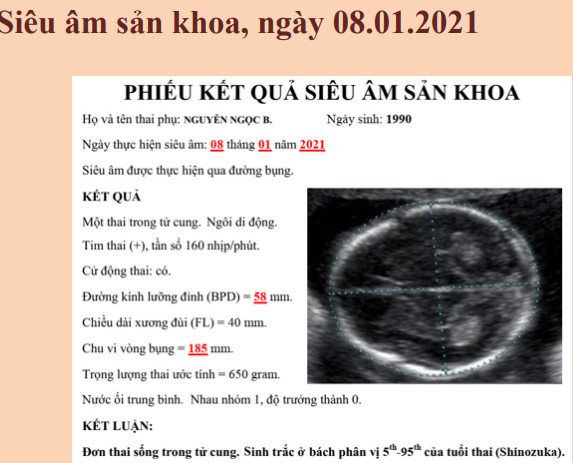 Siêu âm sản khoa, ngày 08.01.2021
PHIẾU KẾT QUẢ SIÊU ÂM SẢN KHOA
Họ và tên thai phụ: NGUYỄN NGỌC B. Ngày sinh: 1990
Ngày thực hiện siêu âm: 08 tháng 01 năm 2021
Siêu âm được thực hiện qua đường bụng.
KẾT QUẢ
Một thai trong tử cung. Ngôi di động.
Tim thai (+), tần số 160 nhịp/phút.
Cử động thai: có.
Đường kính lưỡng đỉnh (BPD) = 58 mm.
Chiều dài xương đùi (FL) = 40 mm.
Chu vi vòng bụng = 185 mm.
Trọng lượng thai ước tính = 650 gram.
Nước ối trung bình. Nhau nhóm 1, độ trưởng thành 0.
KẾT LUẬN:
Đơn thai sống trong tử cung. Sinh trắc ở bách phân vị 5th-95th của tuổi thai (Shinozuka).